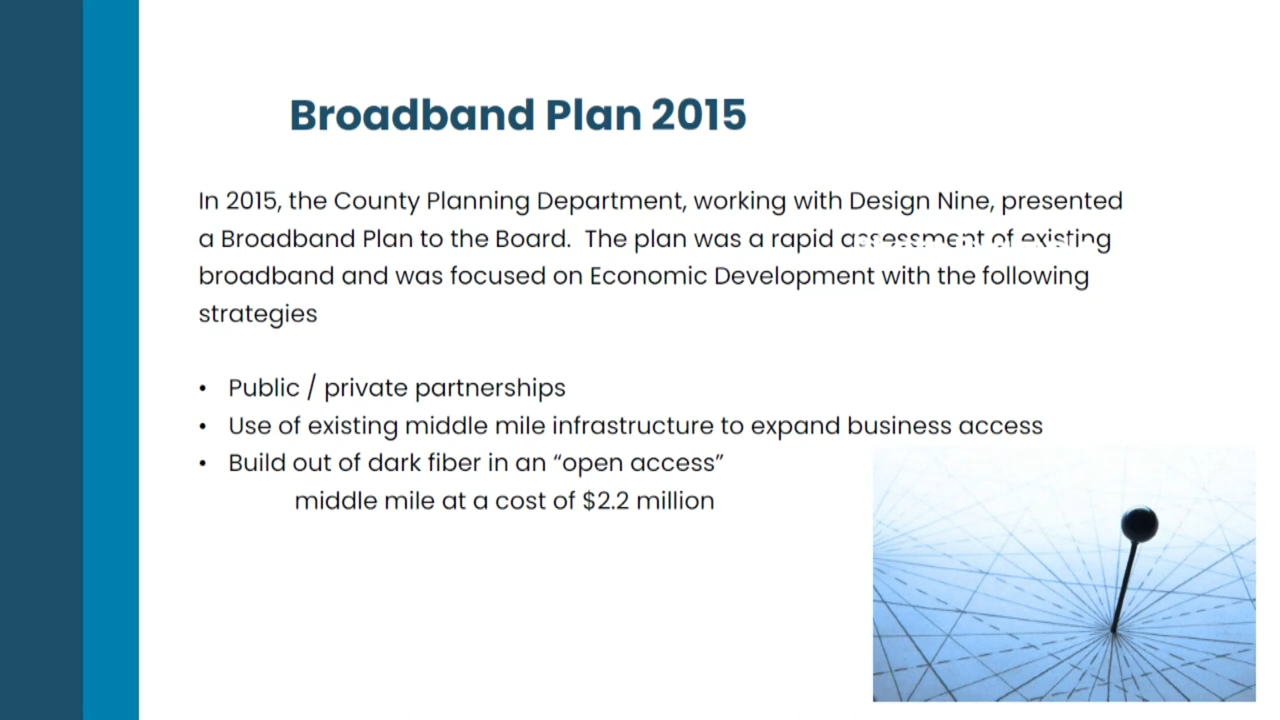 Broadband Plan 2015
In 2015, the County Planning Department, working with Design Nine, presented
a Broadband Plan to the Board.  The plan was a rapid assessment of existing
broadband and was focused on Economic Development with the following
strategies
• Public / private partnerships
• Use of existing middle mile infrastructure to expand business access
• Build out of dark fiber in an “open access”
middle mile at a cost of $2.2 million